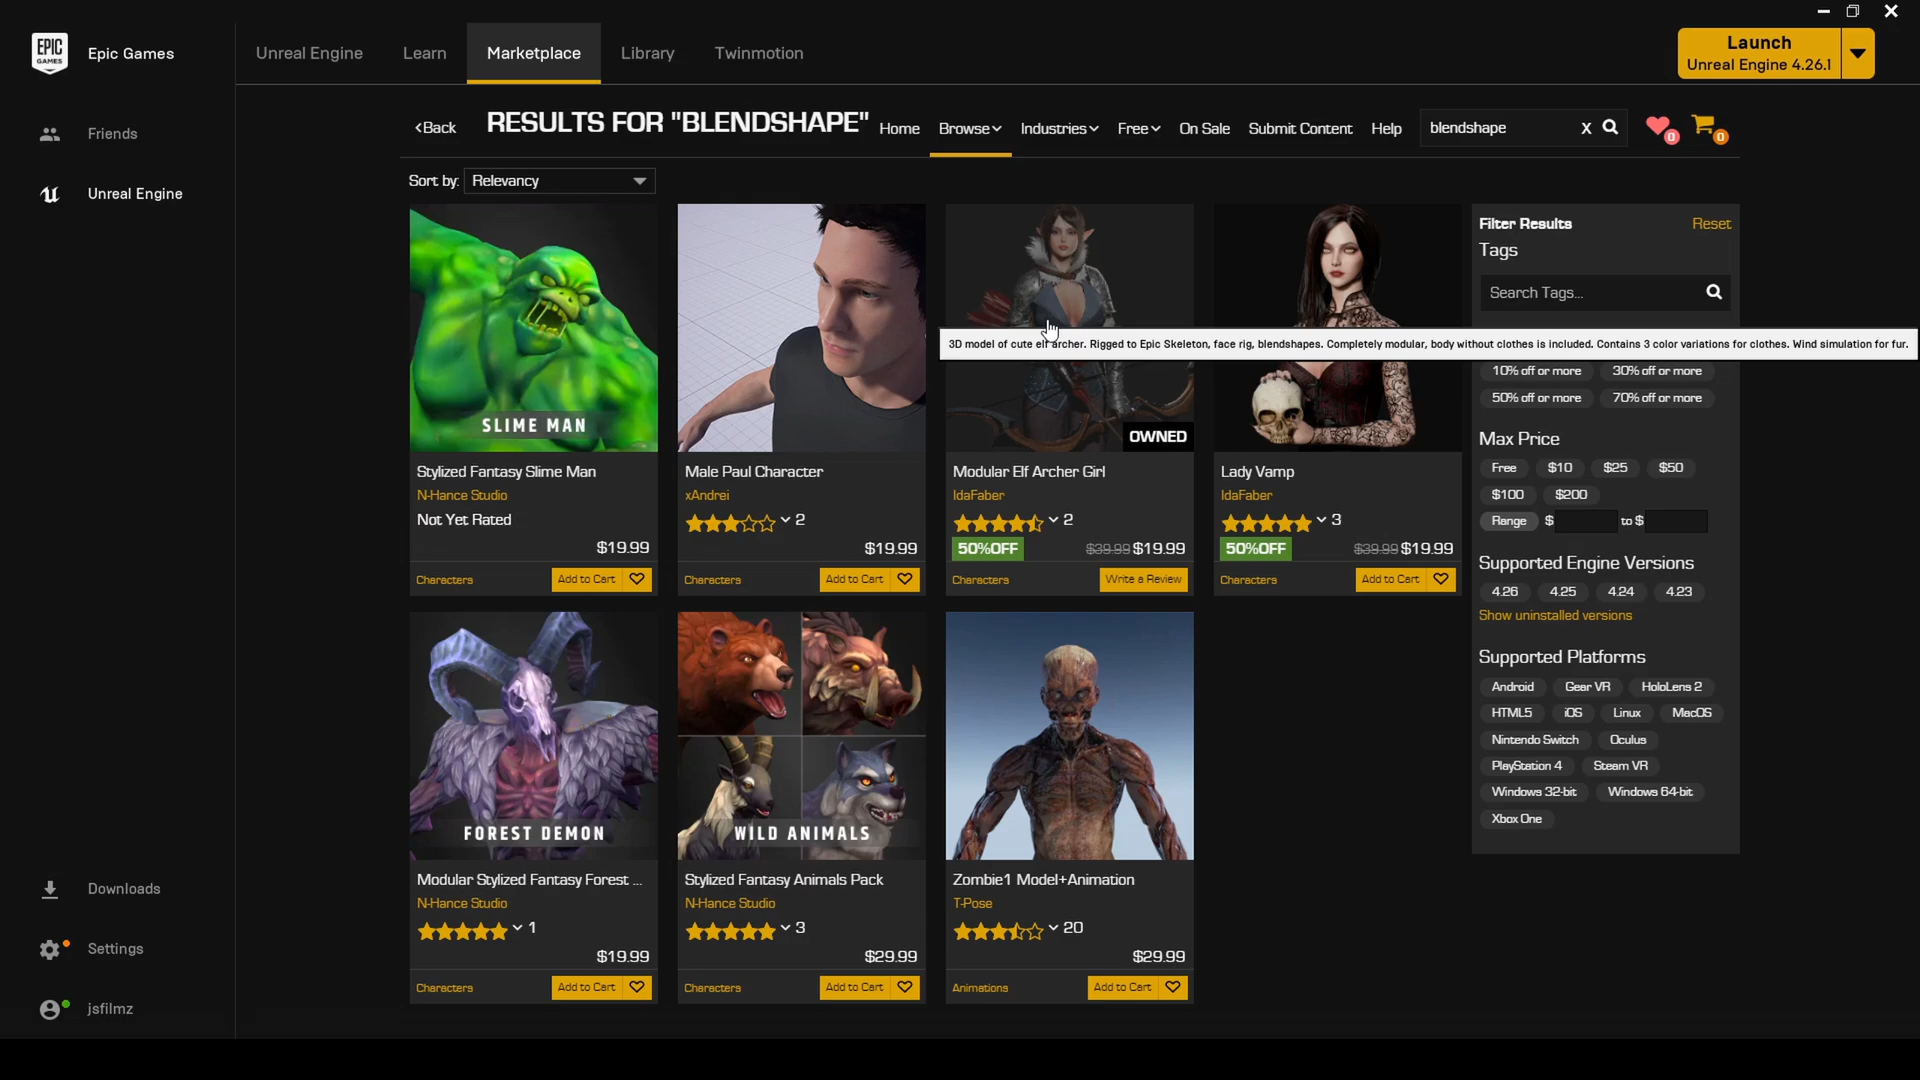 EPIC GAMES
Epic Games
Unreal Engine
Learn
Marketplace
Library
Twinmotion
Launch
Unreal Engine 4.26.1
Friends
Unreal Engine
Downloads
Settings
jsfilmz
<Back
RESULTS FOR "BLENDSHAPE"
Home
Browse
Industries
Free
On Sale
Submit Content
Help
blendshape
X
0
0
Sort by:
Relevancy
SLIME MAN
Stylized Fantasy Slime Man
N-Hance Studio
Not Yet Rated
$19.99
Characters
Add to Cart
Male Paul Character
xAndrei
2
$19.99
Characters
Add to Cart
3D model of cute elf archer. Rigged to Epic Skeleton, face rig, blendshapes. Completely modular, body without clothes is included. Contains 3 color variations for clothes. Wind simulation for fur.
OWNED
Modular Elf Archer Girl
IdaFaber
2
50%OFF
$39.99 $19.99
Characters
Write a Review
Lady Vamp
IdaFaber
3
50%OFF
$39.99 $19.99
Characters
Add to Cart
FOREST DEMON
Modular Stylized Fantasy Forest ...
N-Hance Studio
1
$19.99
Characters
Add to Cart
WILD ANIMALS
Stylized Fantasy Animals Pack
N-Hance Studio
3
$29.99
Characters
Add to Cart
Zombie1 Model+Animation
T-Pose
20
$29.99
Animations
Add to Cart
Filter Results
Reset
Tags
Search Tags...
10% off or more
30% off or more
50% off or more
70% off or more
Max Price
Free $10 $25 $50
$100 $200
Range $ to $
Supported Engine Versions
4.26 4.25 4.24 4.23
Show uninstalled versions
Supported Platforms
Android Gear VR HoloLens 2
HTML5 iOS Linux MacOS
Nintendo Switch Oculus
PlayStation 4 Steam VR
Windows 32-bit Windows 64-bit
Xbox One